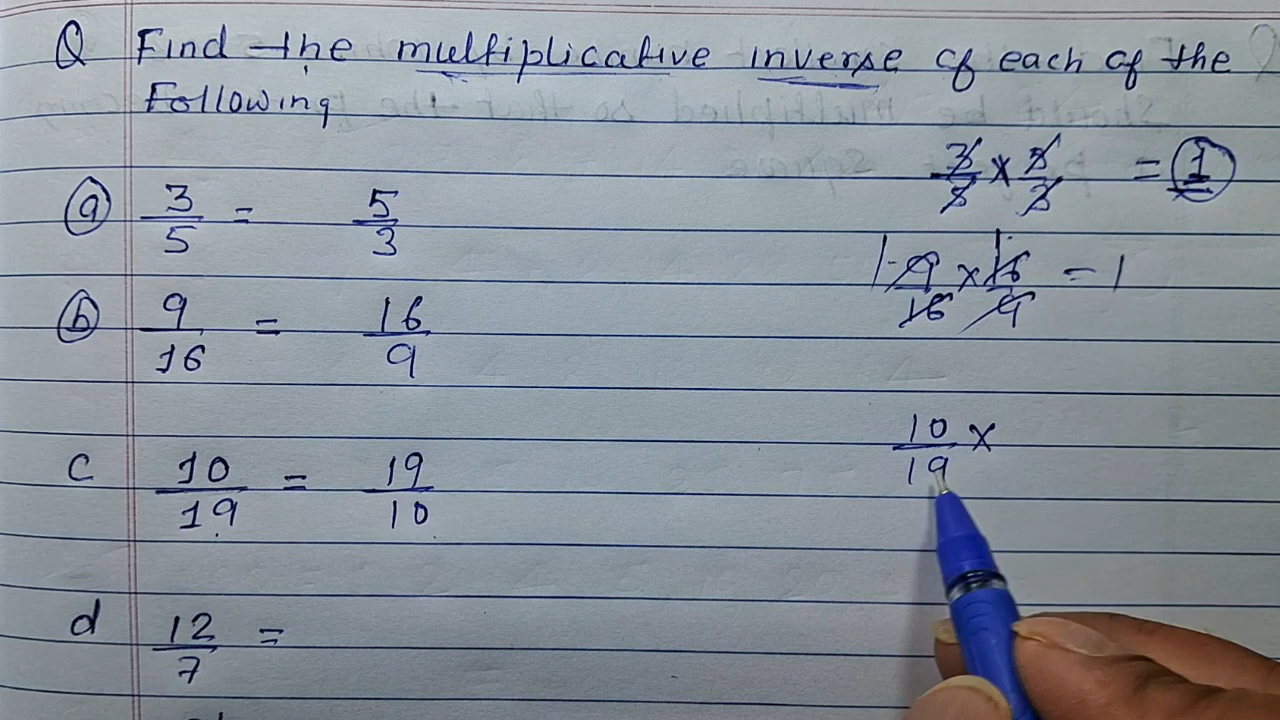 Q Find the multiplicative inverse of each of the
Following
3/5 × 5/3 = 1
a 3/5 = 5/3
1 9/16 × 16/9 = 1
b 9/16 = 16/9
10/19 ×
c 10/19 = 19/10
d 12/7 =